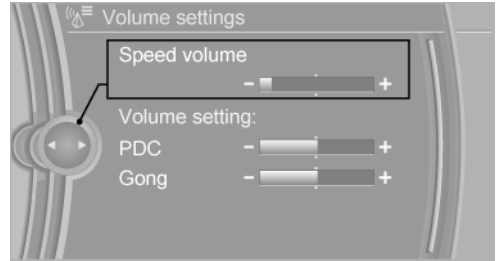 Volume settings
Speed volume
- +
Volume setting:
PDC - +
Gong - +